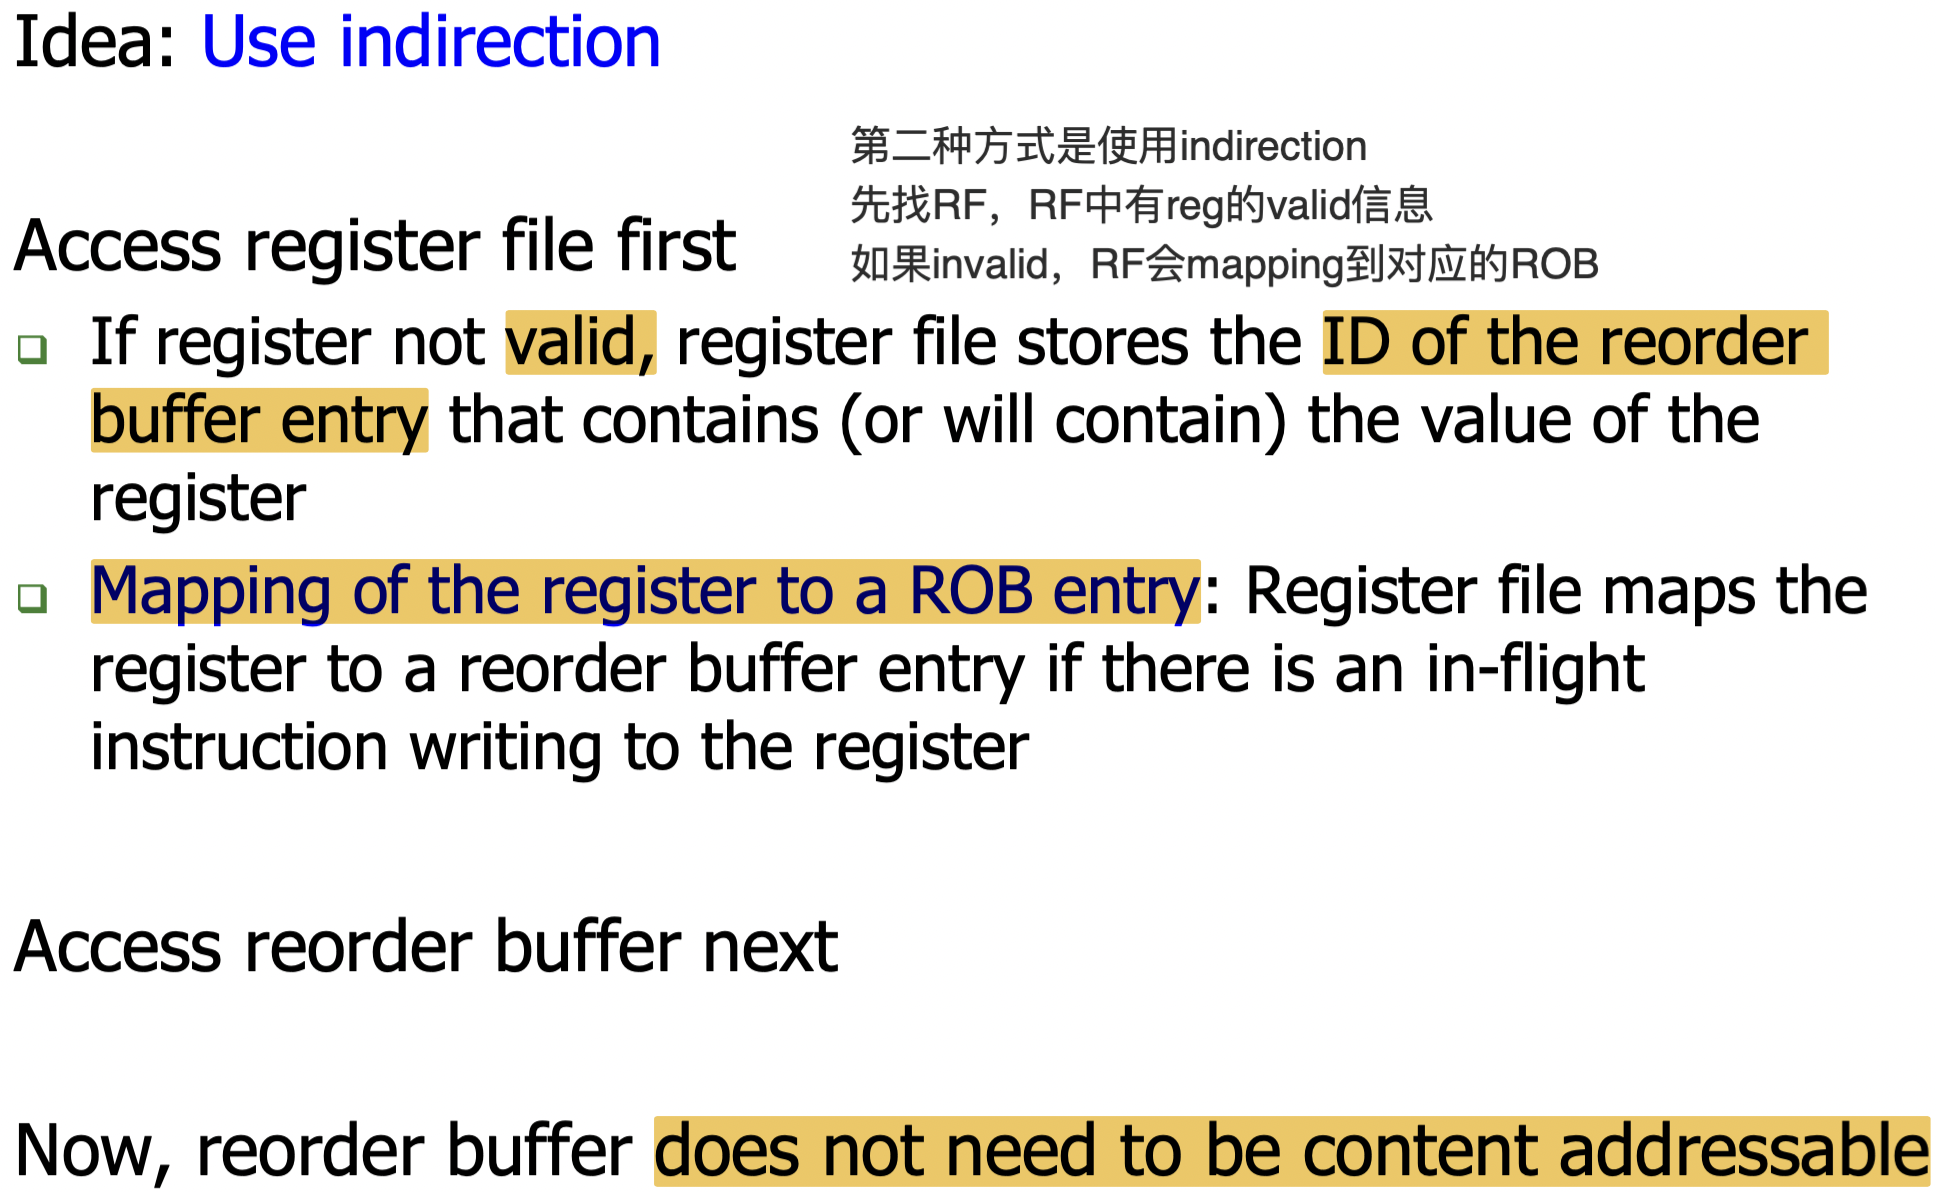 Idea: Use indirection
第二种方式是使用indirection
先找RF，RF中有reg的valid信息
如果invalid，RF会mapping到对应的ROB
Access register file first
If register not valid, register file stores the ID of the reorder
buffer entry that contains (or will contain) the value of the
register
Mapping of the register to a ROB entry: Register file maps the
register to a reorder buffer entry if there is an in-flight
instruction writing to the register
Access reorder buffer next
Now, reorder buffer does not need to be content addressable